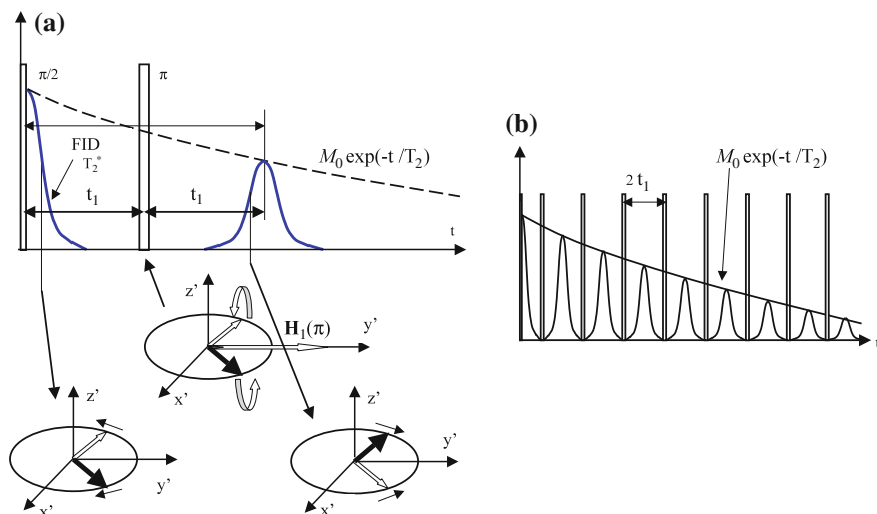 (a)
π/2
π
FID
T₂*
M₀ exp(-t /T₂)
t₁
t₁
t
z'
H₁(π)
y'
x'
z'
y'
x'
z'
y'
x'
(b)
M₀ exp(-t /T₂)
2 t₁
t